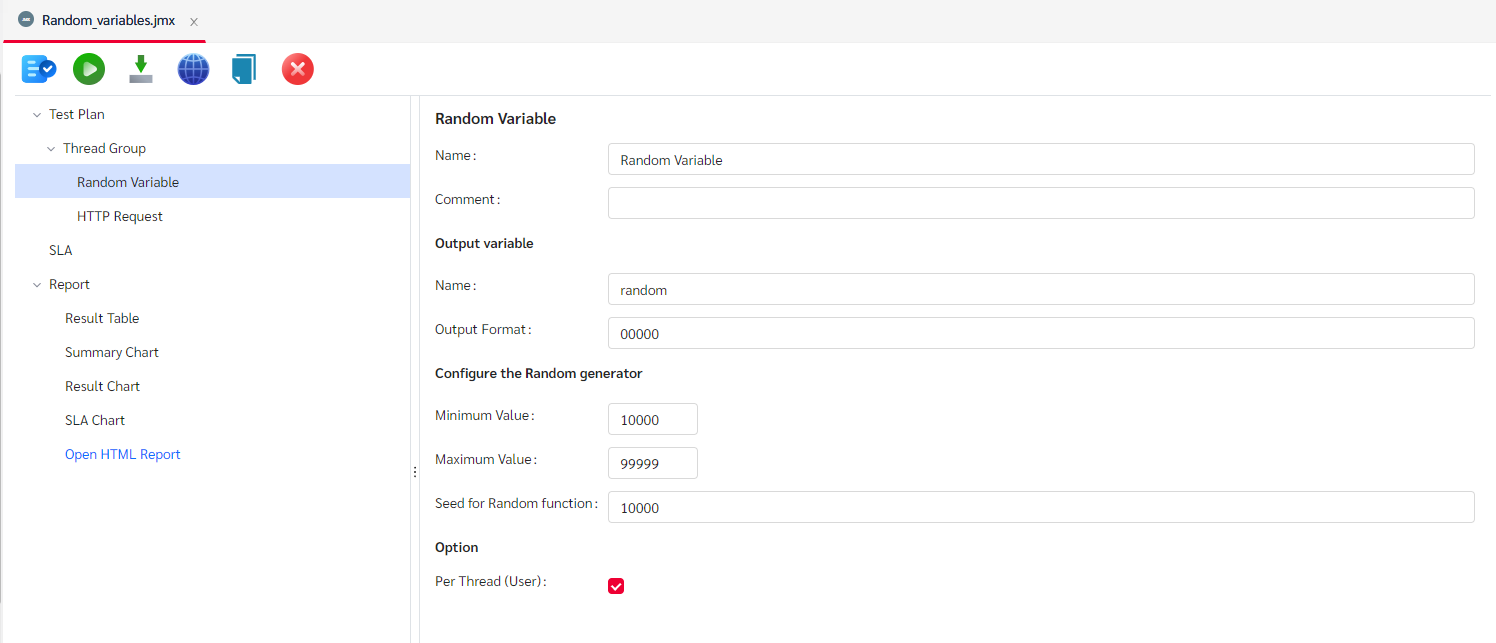 Random_variables.jmx
Test Plan
Thread Group
Random Variable
HTTP Request
SLA
Report
Result Table
Summary Chart
Result Chart
SLA Chart
Open HTML Report
Random Variable
Name: Random Variable
Comment:
Output variable
Name: random
Output Format: 00000
Configure the Random generator
Minimum Value: 10000
Maximum Value: 99999
Seed for Random function: 10000
Option
Per Thread (User):